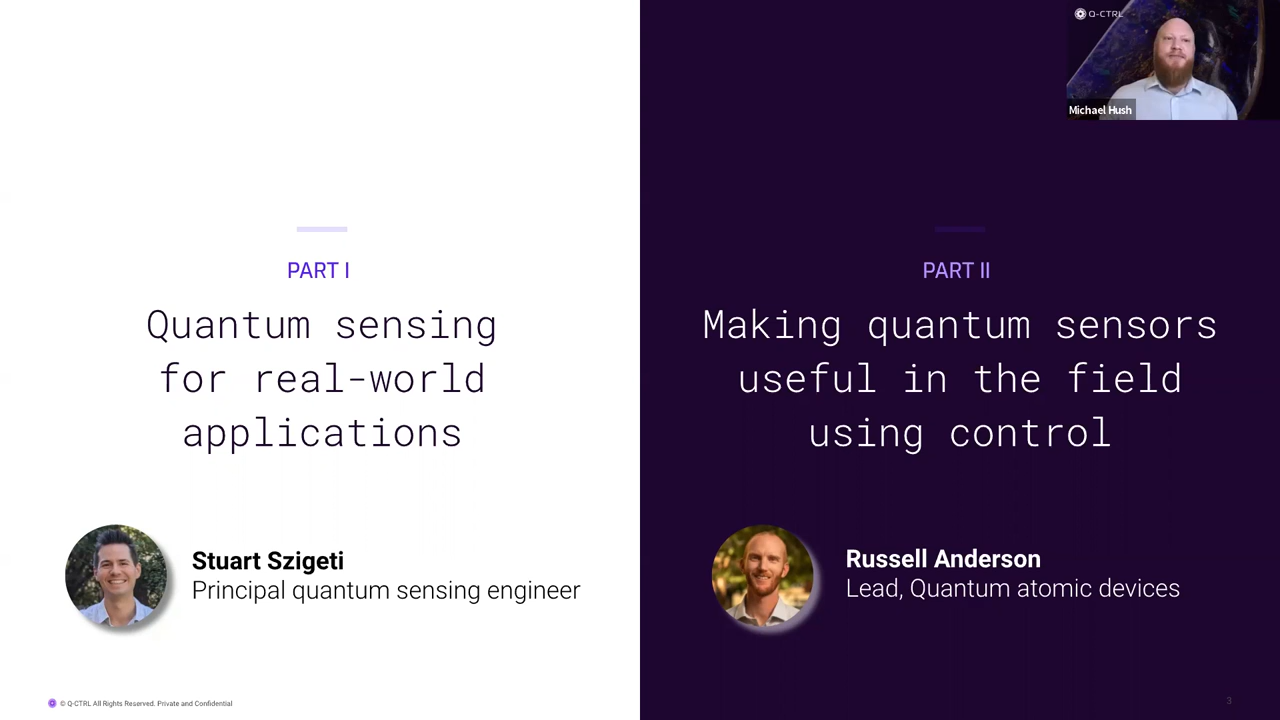 PART I
Quantum sensing
for real-world
applications
Stuart Szigeti
Principal quantum sensing engineer
© Q-CTRL All Rights Reserved. Private and Confidential
Q-CTRL
Michael Hush
PART II
Making quantum sensors
useful in the field
using control
Russell Anderson
Lead, Quantum atomic devices
3